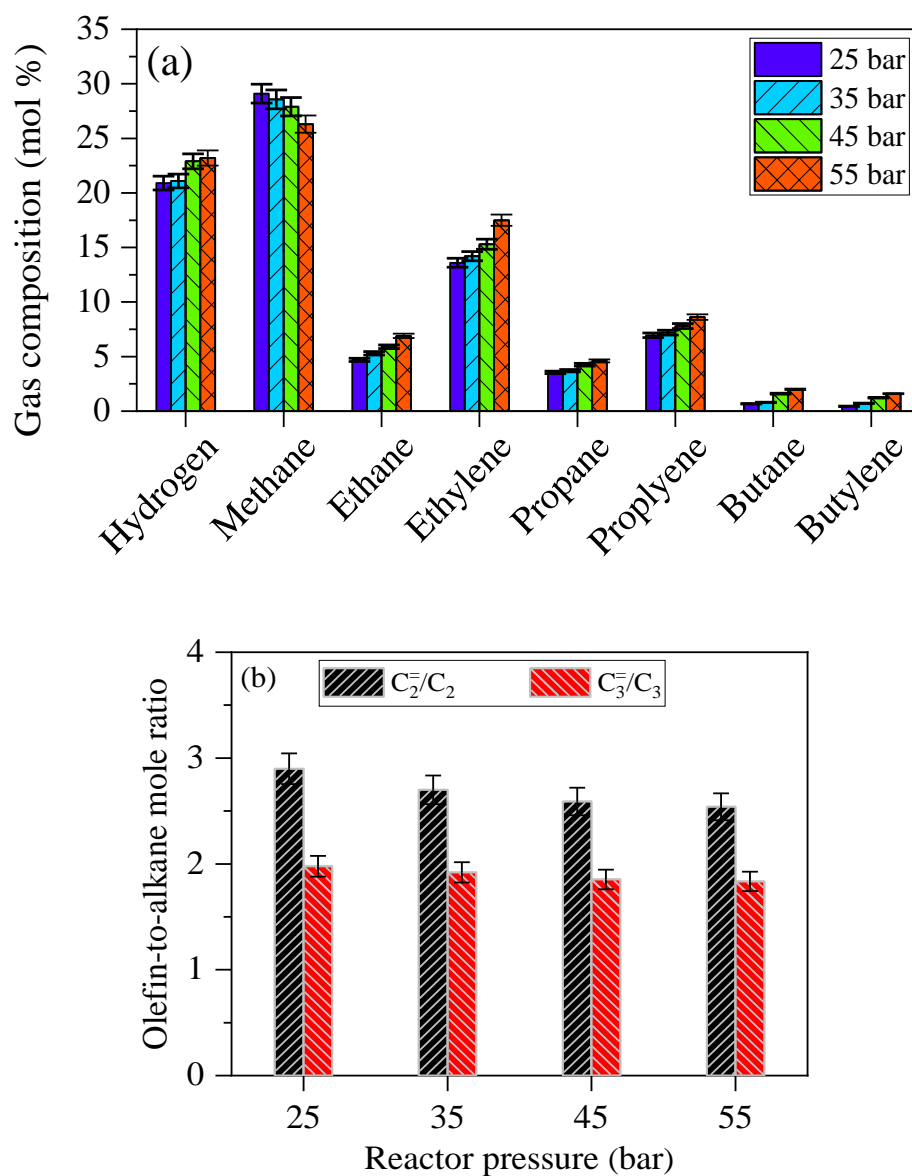 (a)
25 bar
35 bar
45 bar
55 bar
Gas composition (mol %)
35
30
25
20
15
10
5
0
Hydrogen
Methane
Ethane
Ethylene
Propane
Proplyene
Butane
Butylene
(b)
C₂⁼/C₂
C₃⁼/C₃
Olefin-to-alkane mole ratio
4
3
2
1
0
25 35 45 55
Reactor pressure (bar)